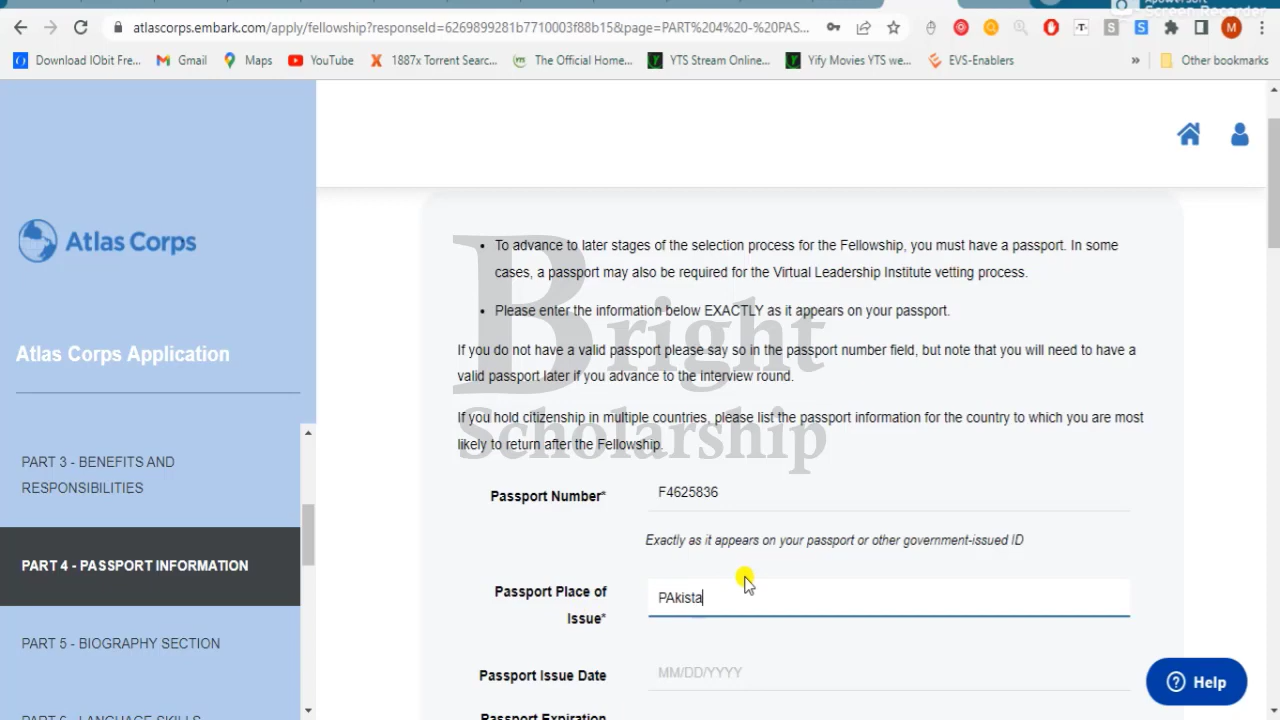 Apowersoft
Screen Recorder
atlascorps.embark.com/apply/fellowship?responseId=6269899281b7710003f88b15&page=PART%204%20-%20PAS...
Download IObit Fre...
Gmail
Maps
YouTube
1887x Torrent Searc...
The Official Home...
YTS Stream Online...
Yify Movies YTS we...
EVS-Enablers
»
Other bookmarks
M
Atlas Corps
Atlas Corps Application
PART 3 - BENEFITS AND
RESPONSIBILITIES
PART 4 - PASSPORT INFORMATION
PART 5 - BIOGRAPHY SECTION
PART 6 - LANGUAGE SKILLS
• To advance to later stages of the selection process for the Fellowship, you must have a passport. In some
cases, a passport may also be required for the Virtual Leadership Institute vetting process.
• Please enter the information below EXACTLY as it appears on your passport.
If you do not have a valid passport please say so in the passport number field, but note that you will need to have a
valid passport later if you advance to the interview round.
If you hold citizenship in multiple countries, please list the passport information for the country to which you are most
likely to return after the Fellowship.
Bright
Scholarship
Passport Number*
F4625836
Exactly as it appears on your passport or other government-issued ID
Passport Place of
Issue*
PAkista
Passport Issue Date
MM/DD/YYYY
Passport Expiration
Help